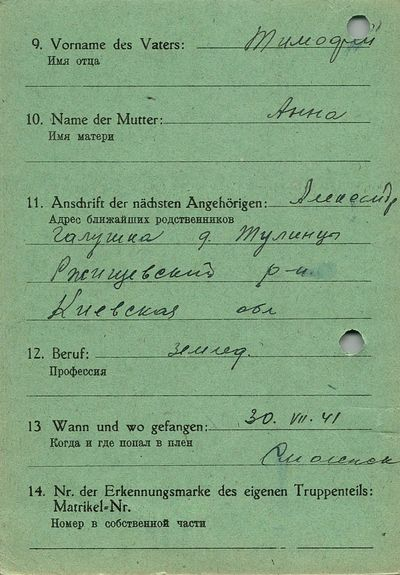 9. Vorname des Vaters: Тимофей
Имя отца
10. Name der Mutter: Анна
Имя матери
11. Anschrift der nächsten Angehörigen: Александр
Адрес ближайших родственников
Галушка д. Тулинцы
Ржищевский р-н.
Киевская обл
12. Beruf: землед.
Профессия
13 Wann und wo gefangen: 30. VII. 41
Когда и где попал в плен
Смоленск
14. Nr. der Erkennungsmarke des eigenen Truppenteils:
Matrikel=Nr.
Номер в собственной части